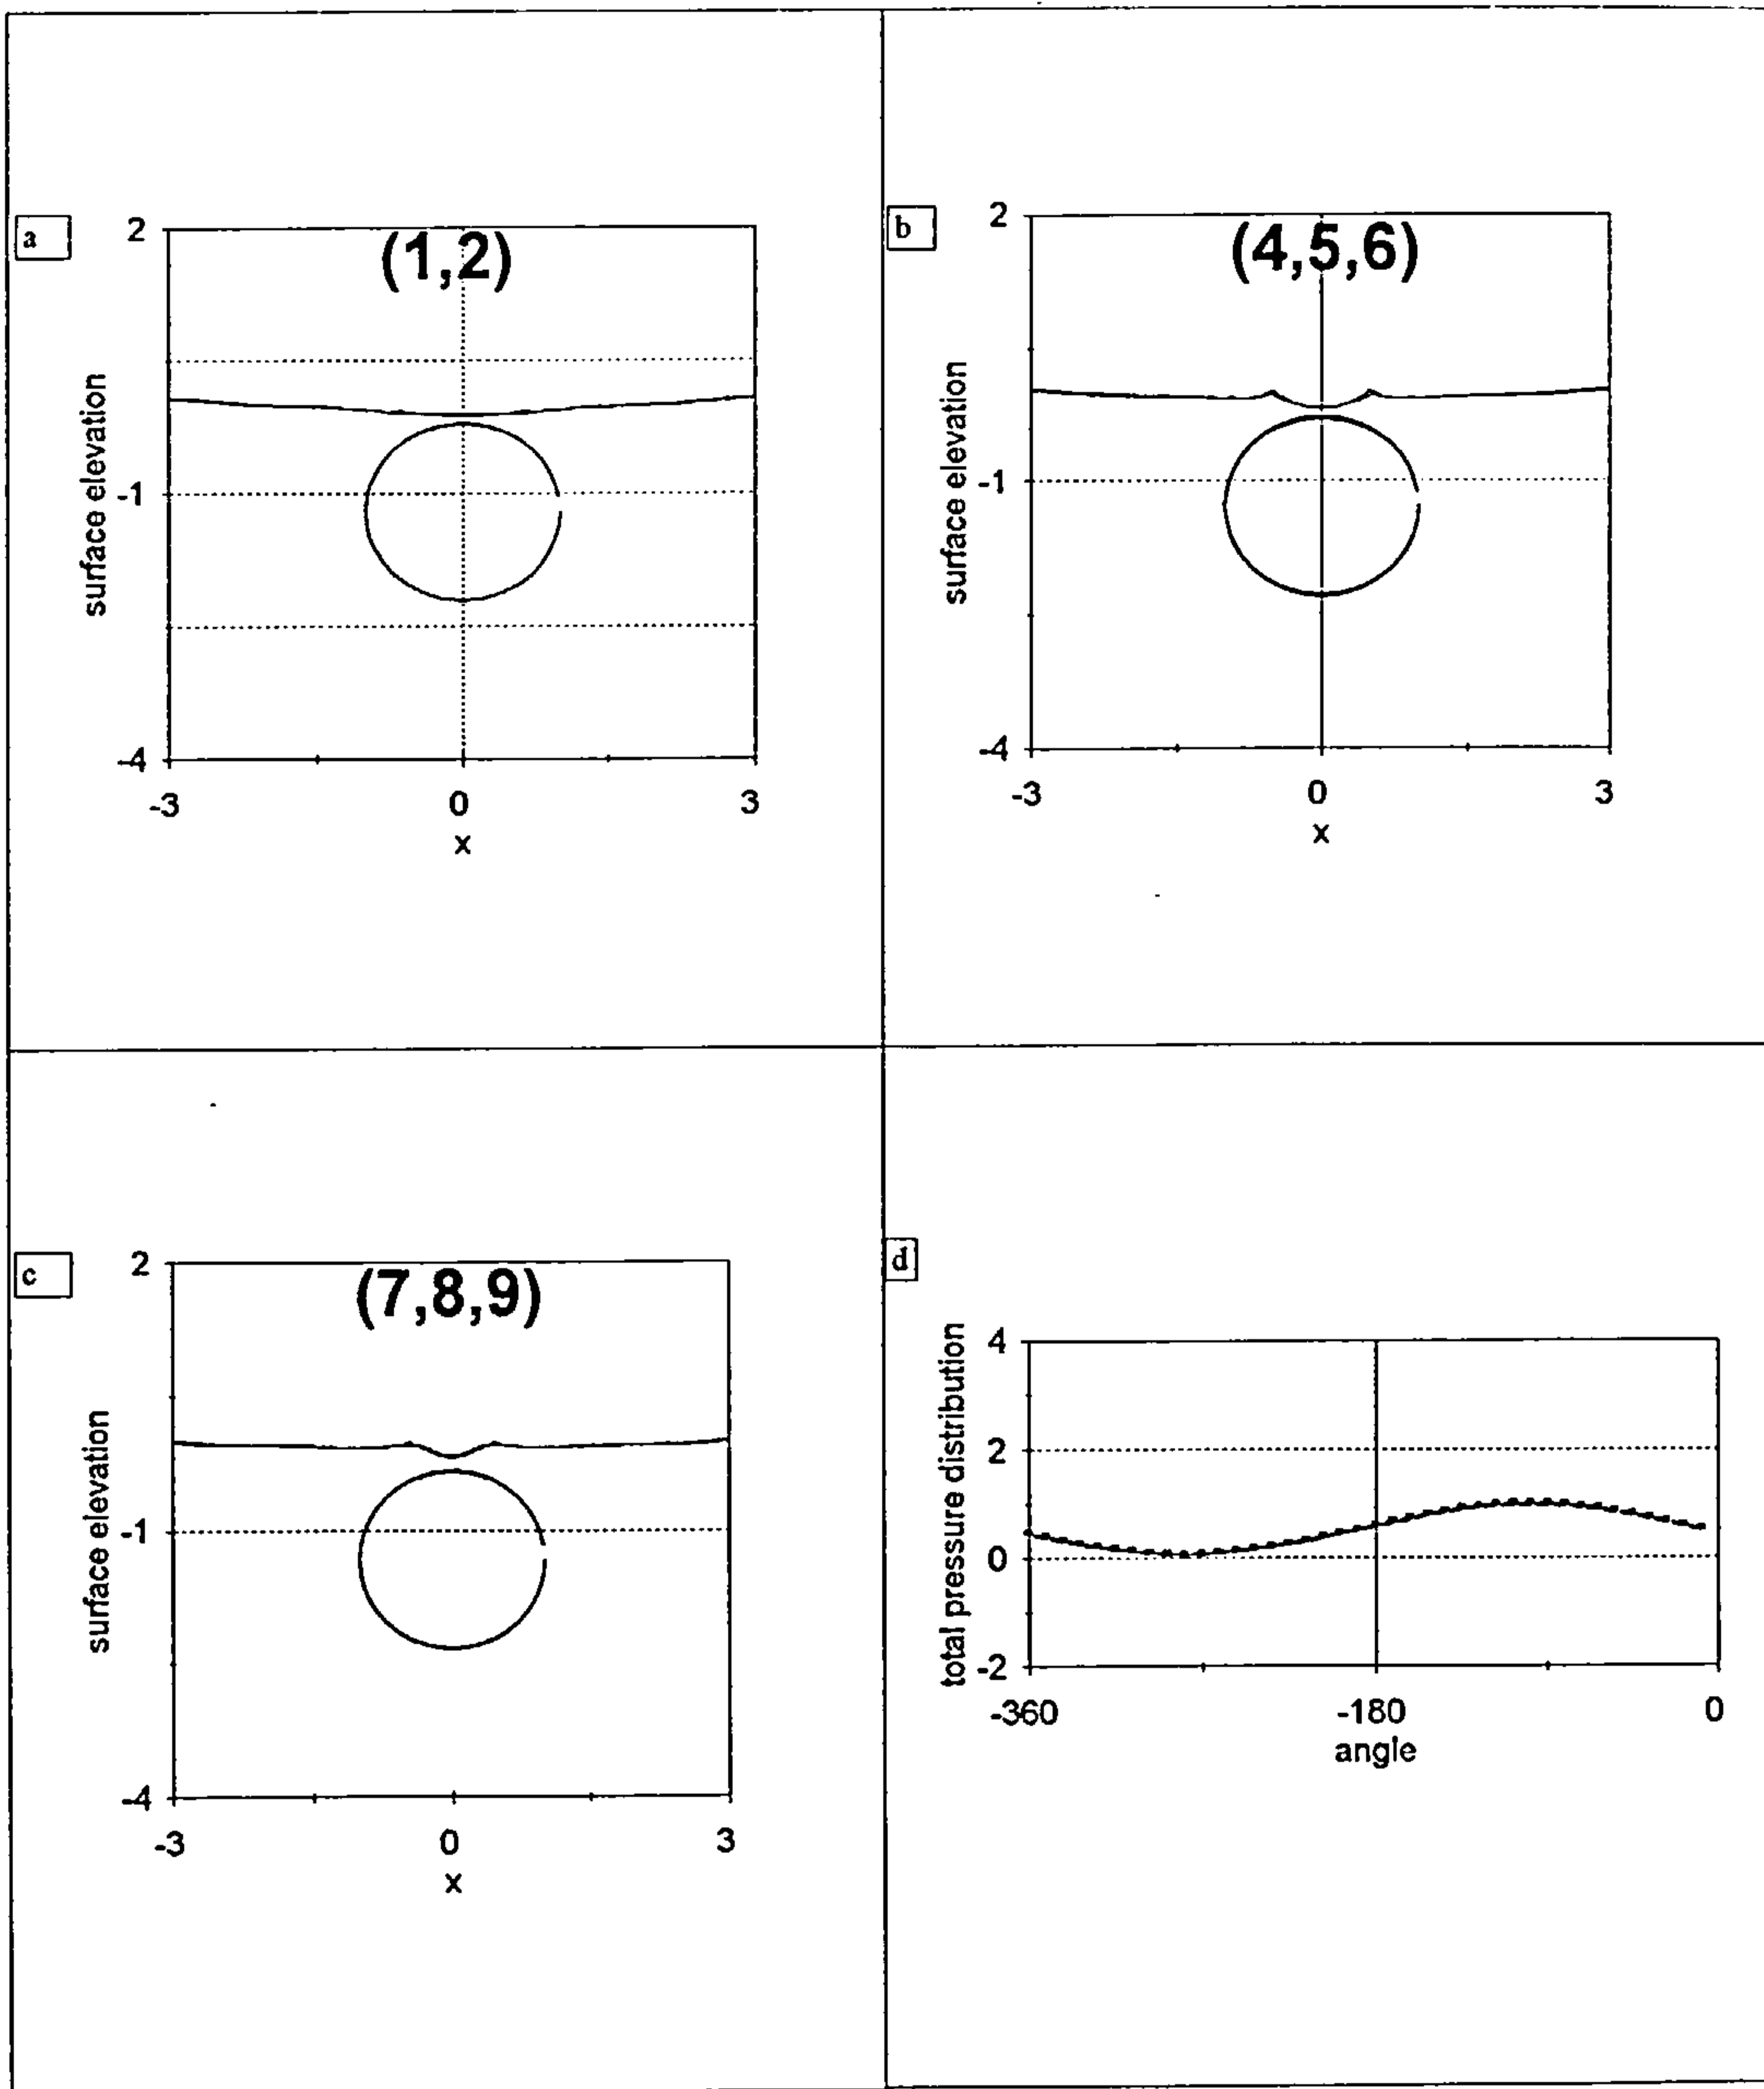 a
2
(1,2)
surface elevation
-1
-4
-3 0 3
x
b
2
(4,5,6)
surface elevation
-1
-4
-3 0 3
x
c
2
(7,8,9)
surface elevation
-1
-4
-3 0 3
x
d
total pressure distribution
4
2
0
-2
-360 -180 0
angle